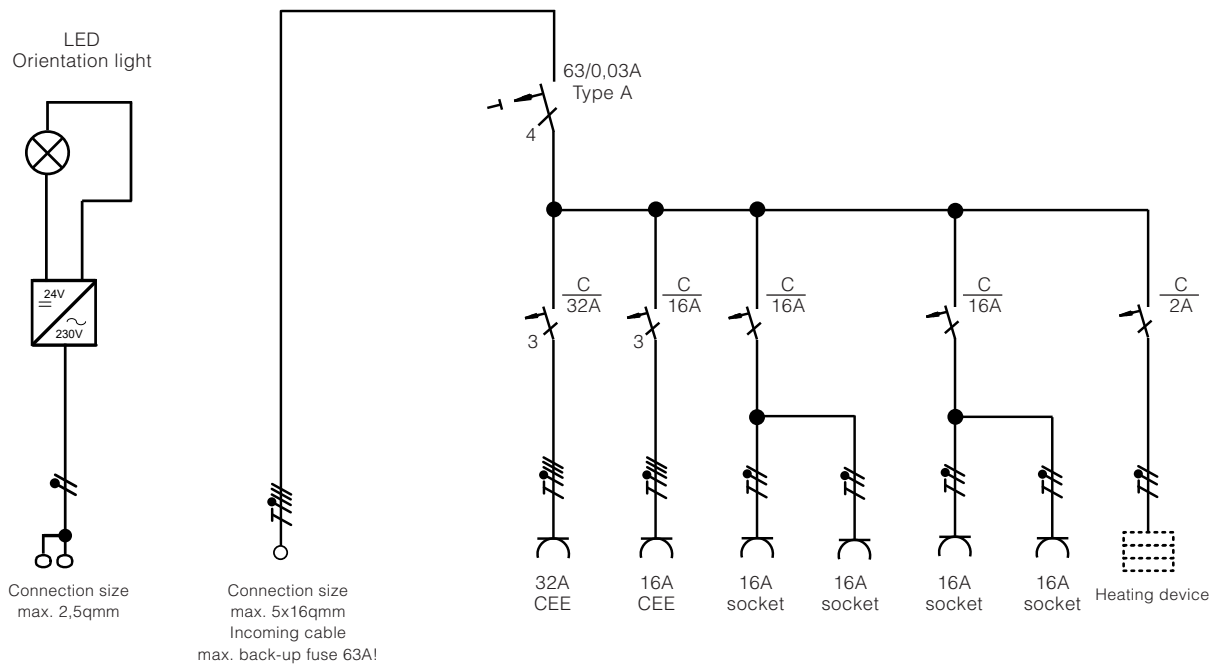 LED
Orientation light
24V
230V
Connection size
max. 2,5qmm
Connection size
max. 5x16qmm
Incoming cable
max. back-up fuse 63A!
63/0,03A
Type A
4
C
32A
3
C
16A
3
C
16A
C
16A
C
2A
32A
CEE
16A
CEE
16A
socket
16A
socket
16A
socket
16A
socket
Heating device